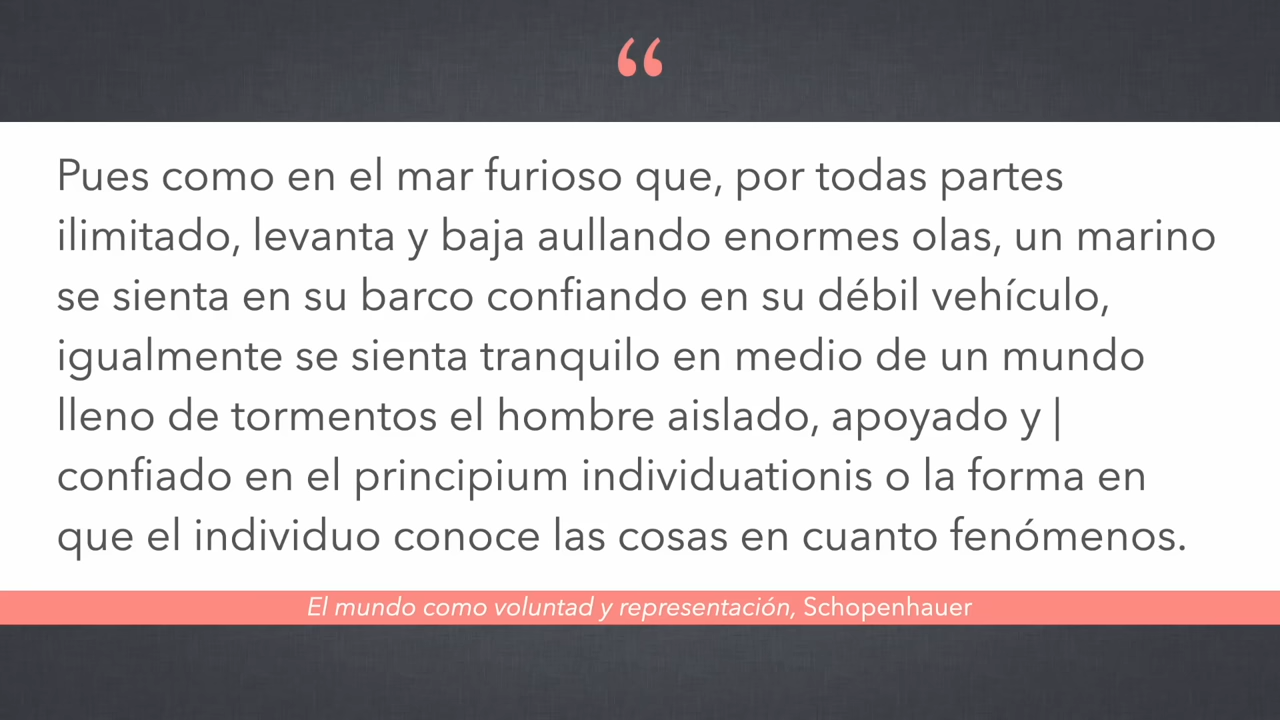 “
Pues como en el mar furioso que, por todas partes
ilimitado, levanta y baja aullando enormes olas, un marino
se sienta en su barco confiando en su débil vehículo,
igualmente se sienta tranquilo en medio de un mundo
lleno de tormentos el hombre aislado, apoyado y |
confiado en el principium individuationis o la forma en
que el individuo conoce las cosas en cuanto fenómenos.
El mundo como voluntad y representación, Schopenhauer